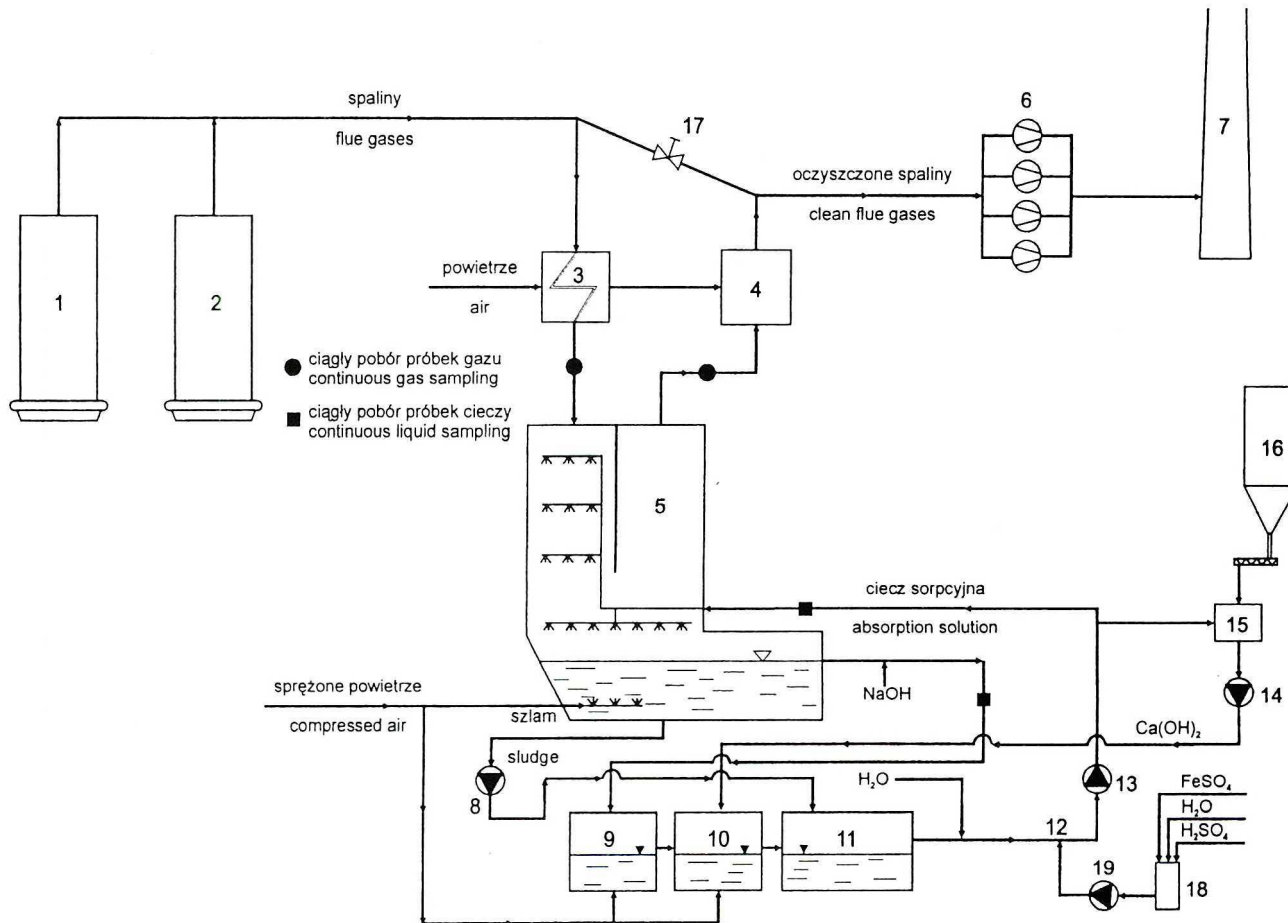 spaliny
flue gases
17
6
7
oczyszczone spaliny
clean flue gases
1
2
powietrze
air
3
4
ciągły pobór próbek gazu
continuous gas sampling
ciągły pobór próbek cieczy
continuous liquid sampling
5
16
ciecz sorpcyjna
absorption solution
15
NaOH
14
sprężone powietrze
compressed air
szlam
sludge
Ca(OH)₂
8
H₂O
13
FeSO₄
H₂O
H₂SO₄
9
10
11
12
19
18